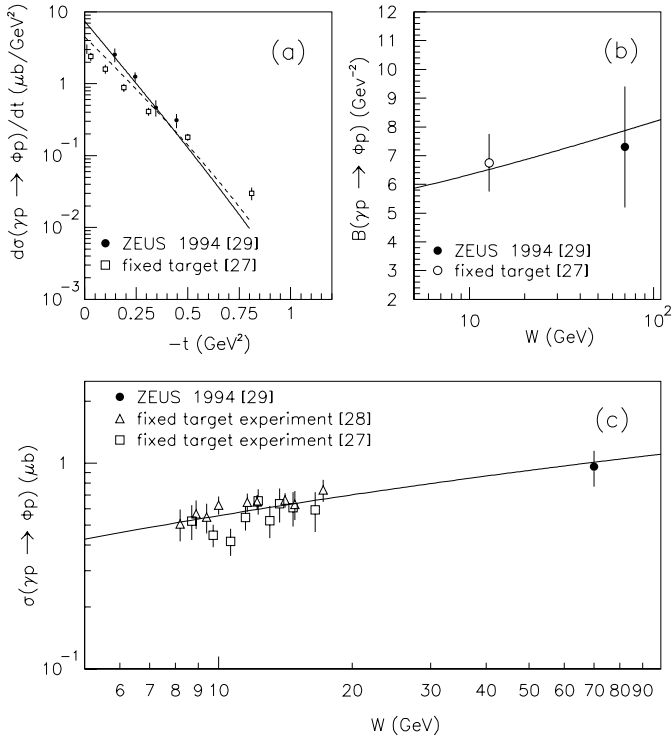 10
1
10⁻¹
10⁻²
10⁻³
dσ(γp → Φp)/dt (μb/GeV²)
(a)
ZEUS 1994 [29]
fixed target [27]
0
0.25
0.5
0.75
1
−t (GeV²)
12
11
10
9
8
7
6
5
4
3
2
B(γp → Φp) (GeV⁻²)
(b)
ZEUS 1994 [29]
fixed target [27]
10
10²
W (GeV)
ZEUS 1994 [29]
fixed target experiment [28]
fixed target experiment [27]
(c)
σ(γp → Φp) (μb)
1
10⁻¹
6 7 8 9 10 20 30 40 50 60 70 80 90
W (GeV)